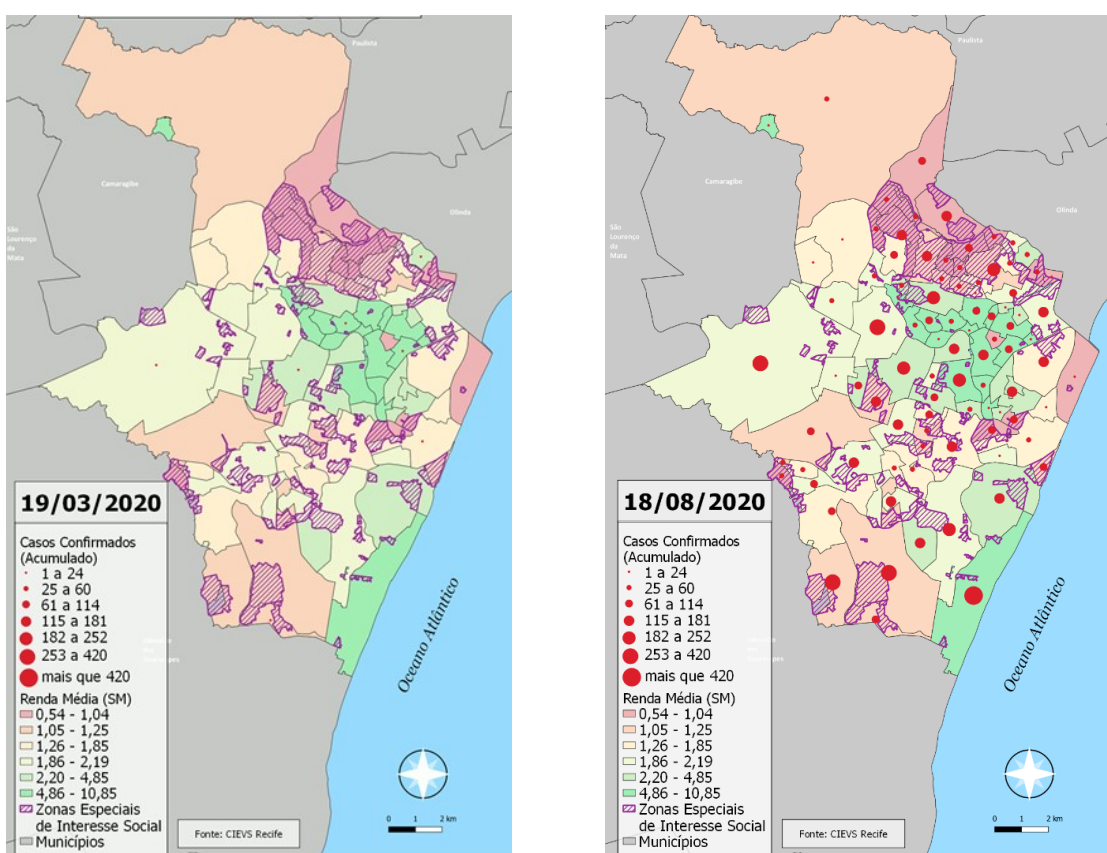 Paulista
Camaragibe
Olinda
São
Lourenço
da
Mata
19/03/2020
Casos Confirmados
(Acumulado)
1 a 24
25 a 60
61 a 114
115 a 181
182 a 252
253 a 420
mais que 420
Renda Média (SM)
0,54 - 1,04
1,05 - 1,25
1,26 - 1,85
1,86 - 2,19
2,20 - 4,85
4,86 - 10,85
Zonas Especiais
de Interesse Social
Municípios
Fonte: CIEVS Recife
Oceano Atlântico
0 1 2 km
Paulista
Camaragibe
Olinda
São
Lourenço
da
Mata
18/08/2020
Casos Confirmados
(Acumulado)
1 a 24
25 a 60
61 a 114
115 a 181
182 a 252
253 a 420
mais que 420
Renda Média (SM)
0,54 - 1,04
1,05 - 1,25
1,26 - 1,85
1,86 - 2,19
2,20 - 4,85
4,86 - 10,85
Zonas Especiais
de Interesse Social
Municípios
Fonte: CIEVS Recife
Oceano Atlântico
0 1 2 km